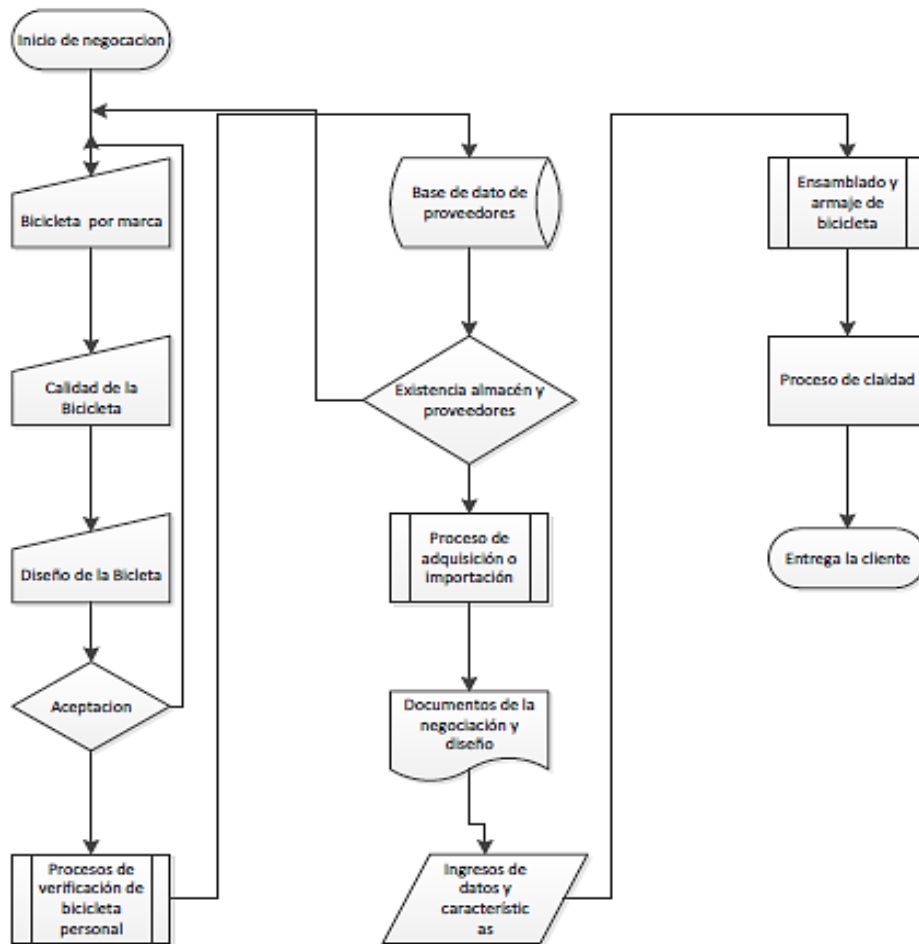 Inicio de negocacion
Bicicleta por marca
Calidad de la
Bicicleta
Diseño de la Bicleta
Aceptacion
Procesos de
verificación de
bicicleta
personal
Base de dato de
proveedores
Existencia almacén y
proveedores
Proceso de
adquisición o
importación
Documentos de la
negociación y
diseño
Ingresos de
datos y
característic
as
Ensamblado y
armaje de
bicicleta
Proceso de claidad
Entrega la cliente